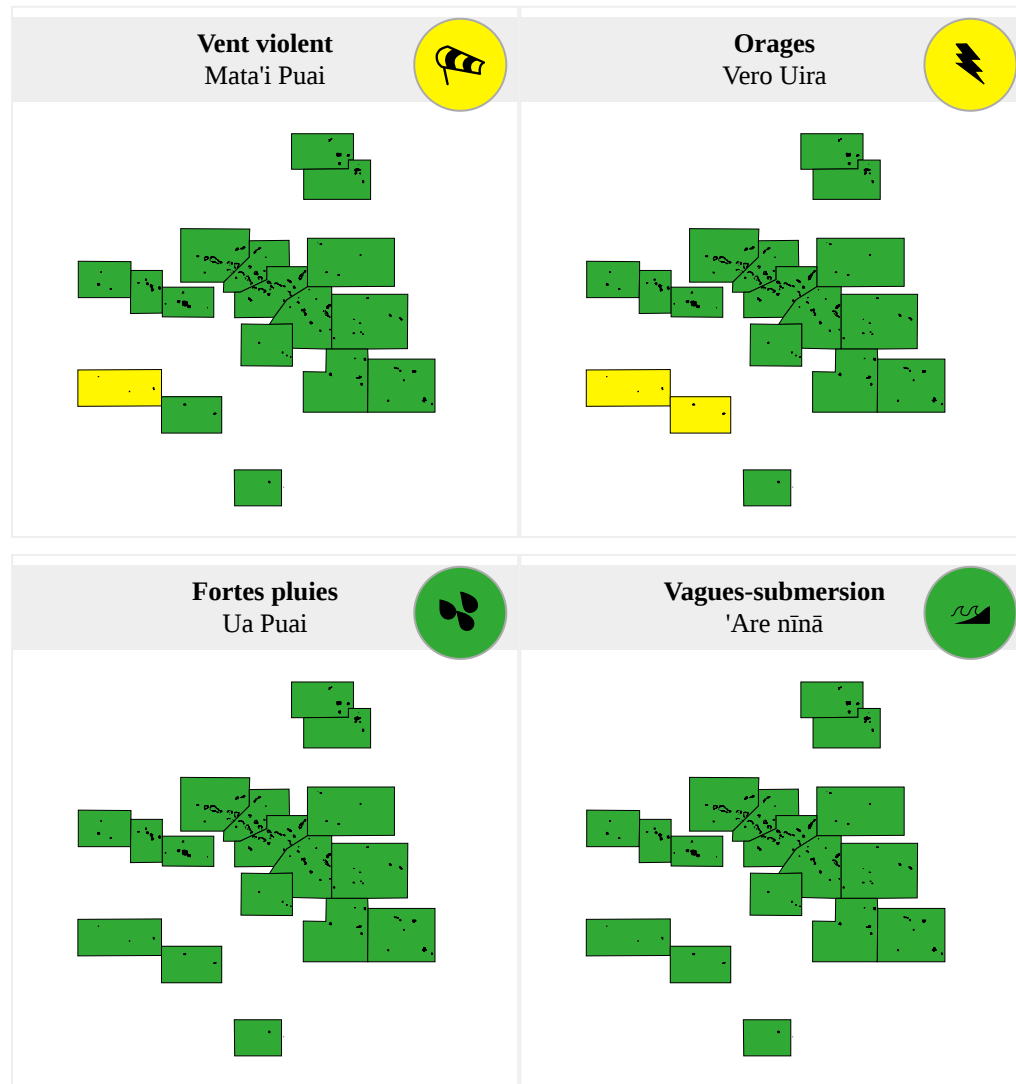 Vent violent
Mata'i Puai
Orages
Vero Uira
Fortes pluies
Ua Puai
Vagues-submersion
'Are nīnā